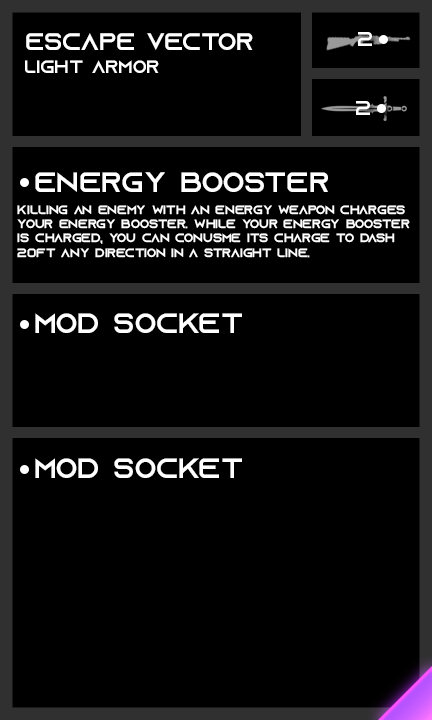 ESCAPE VECTOR
LIGHT ARMOR
2•
2•
•ENERGY BOOSTER
KILLING AN ENEMY WITH AN ENERGY WEAPON CHARGES
YOUR ENERGY BOOSTER. WHILE YOUR ENERGY BOOSTER
IS CHARGED, YOU CAN CONUSME ITS CHARGE TO DASH
20FT ANY DIRECTION IN A STRAIGHT LINE.
•MOD SOCKET
•MOD SOCKET